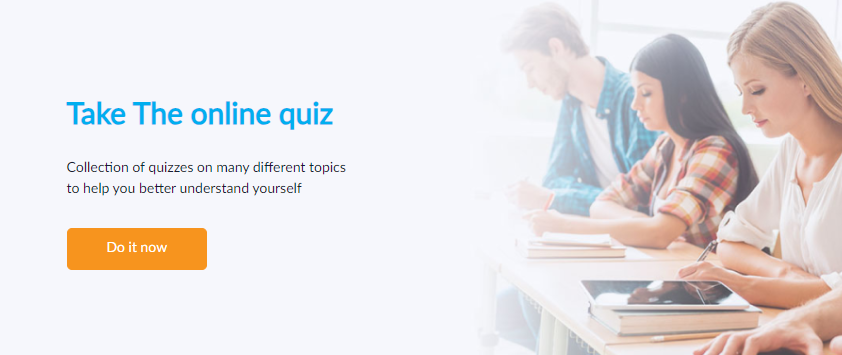 Take The online quiz
Collection of quizzes on many different topics
to help you better understand yourself
Do it now